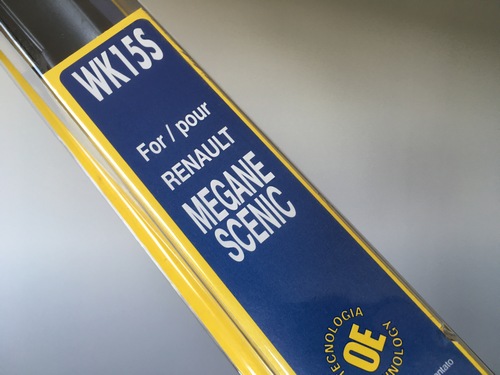 WK15S
For / pour
RENAULT
MEGANE
SCENIC
TECNOLOGIA
OE